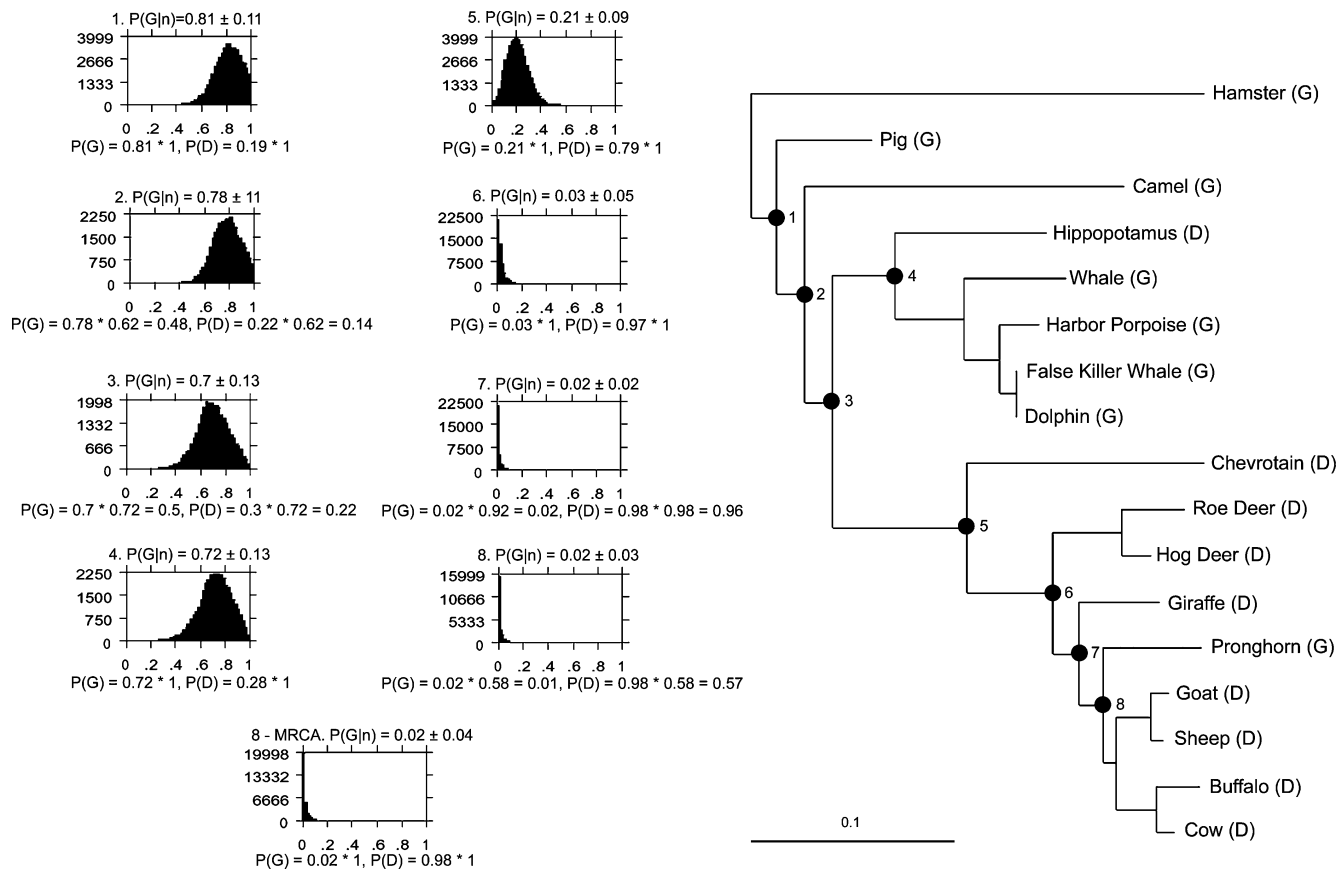 1. P(G|n)=0.81 ± 0.11
3999
2666
1333
0
0 .2 .4 .6 .8 1
P(G) = 0.81 * 1, P(D) = 0.19 * 1
2. P(G|n) = 0.78 ± 11
2250
1500
750
0
0 .2 .4 .6 .8 1
P(G) = 0.78 * 0.62 = 0.48, P(D) = 0.22 * 0.62 = 0.14
3. P(G|n) = 0.7 ± 0.13
1998
1332
666
0
0 .2 .4 .6 .8 1
P(G) = 0.7 * 0.72 = 0.5, P(D) = 0.3 * 0.72 = 0.22
4. P(G|n) = 0.72 ± 0.13
2250
1500
750
0
0 .2 .4 .6 .8 1
P(G) = 0.72 * 1, P(D) = 0.28 * 1
5. P(G|n) = 0.21 ± 0.09
3999
2666
1333
0
0 .2 .4 .6 .8 1
P(G) = 0.21 * 1, P(D) = 0.79 * 1
6. P(G|n) = 0.03 ± 0.05
22500
15000
7500
0
0 .2 .4 .6 .8 1
P(G) = 0.03 * 1, P(D) = 0.97 * 1
7. P(G|n) = 0.02 ± 0.02
22500
15000
7500
0
0 .2 .4 .6 .8 1
P(G) = 0.02 * 0.92 = 0.02, P(D) = 0.98 * 0.98 = 0.96
8. P(G|n) = 0.02 ± 0.03
15999
10666
5333
0
0 .2 .4 .6 .8 1
P(G) = 0.02 * 0.58 = 0.01, P(D) = 0.98 * 0.58 = 0.57
8 - MRCA. P(G|n) = 0.02 ± 0.04
19998
13332
6666
0
0 .2 .4 .6 .8 1
P(G) = 0.02 * 1, P(D) = 0.98 * 1
Hamster (G)
Pig (G)
Camel (G)
1
Hippopotamus (D)
4
Whale (G)
2
Harbor Porpoise (G)
False Killer Whale (G)
3
Dolphin (G)
Chevrotain (D)
Roe Deer (D)
5
Hog Deer (D)
6
Giraffe (D)
Pronghorn (G)
7
Goat (D)
8
Sheep (D)
Buffalo (D)
Cow (D)
0.1